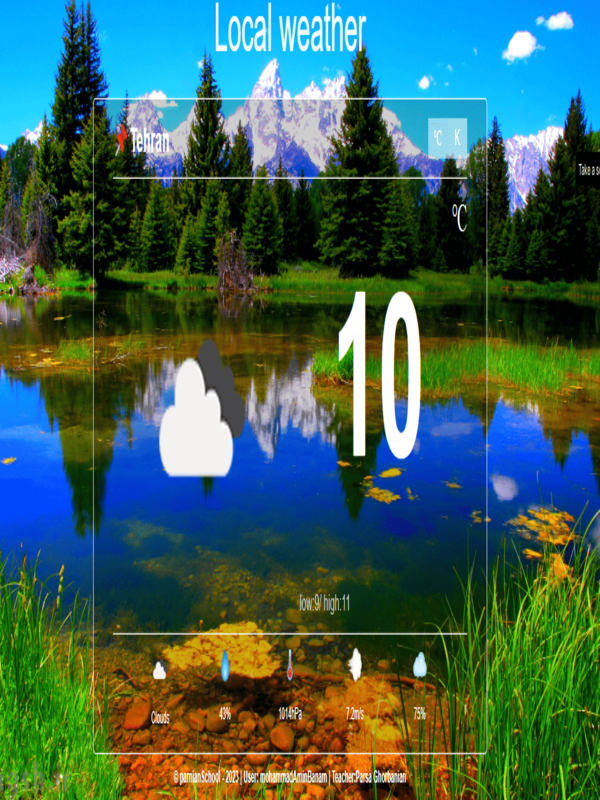 Local weather
Tehran
°C K
Take a s
°C
10
low:9/ high:11
Clouds 43% 1014hPa 7.2m/s 75%
© parnianSchool - 2023 | User: mohammadAminBanam | Teacher:Parsa Ghorbanian